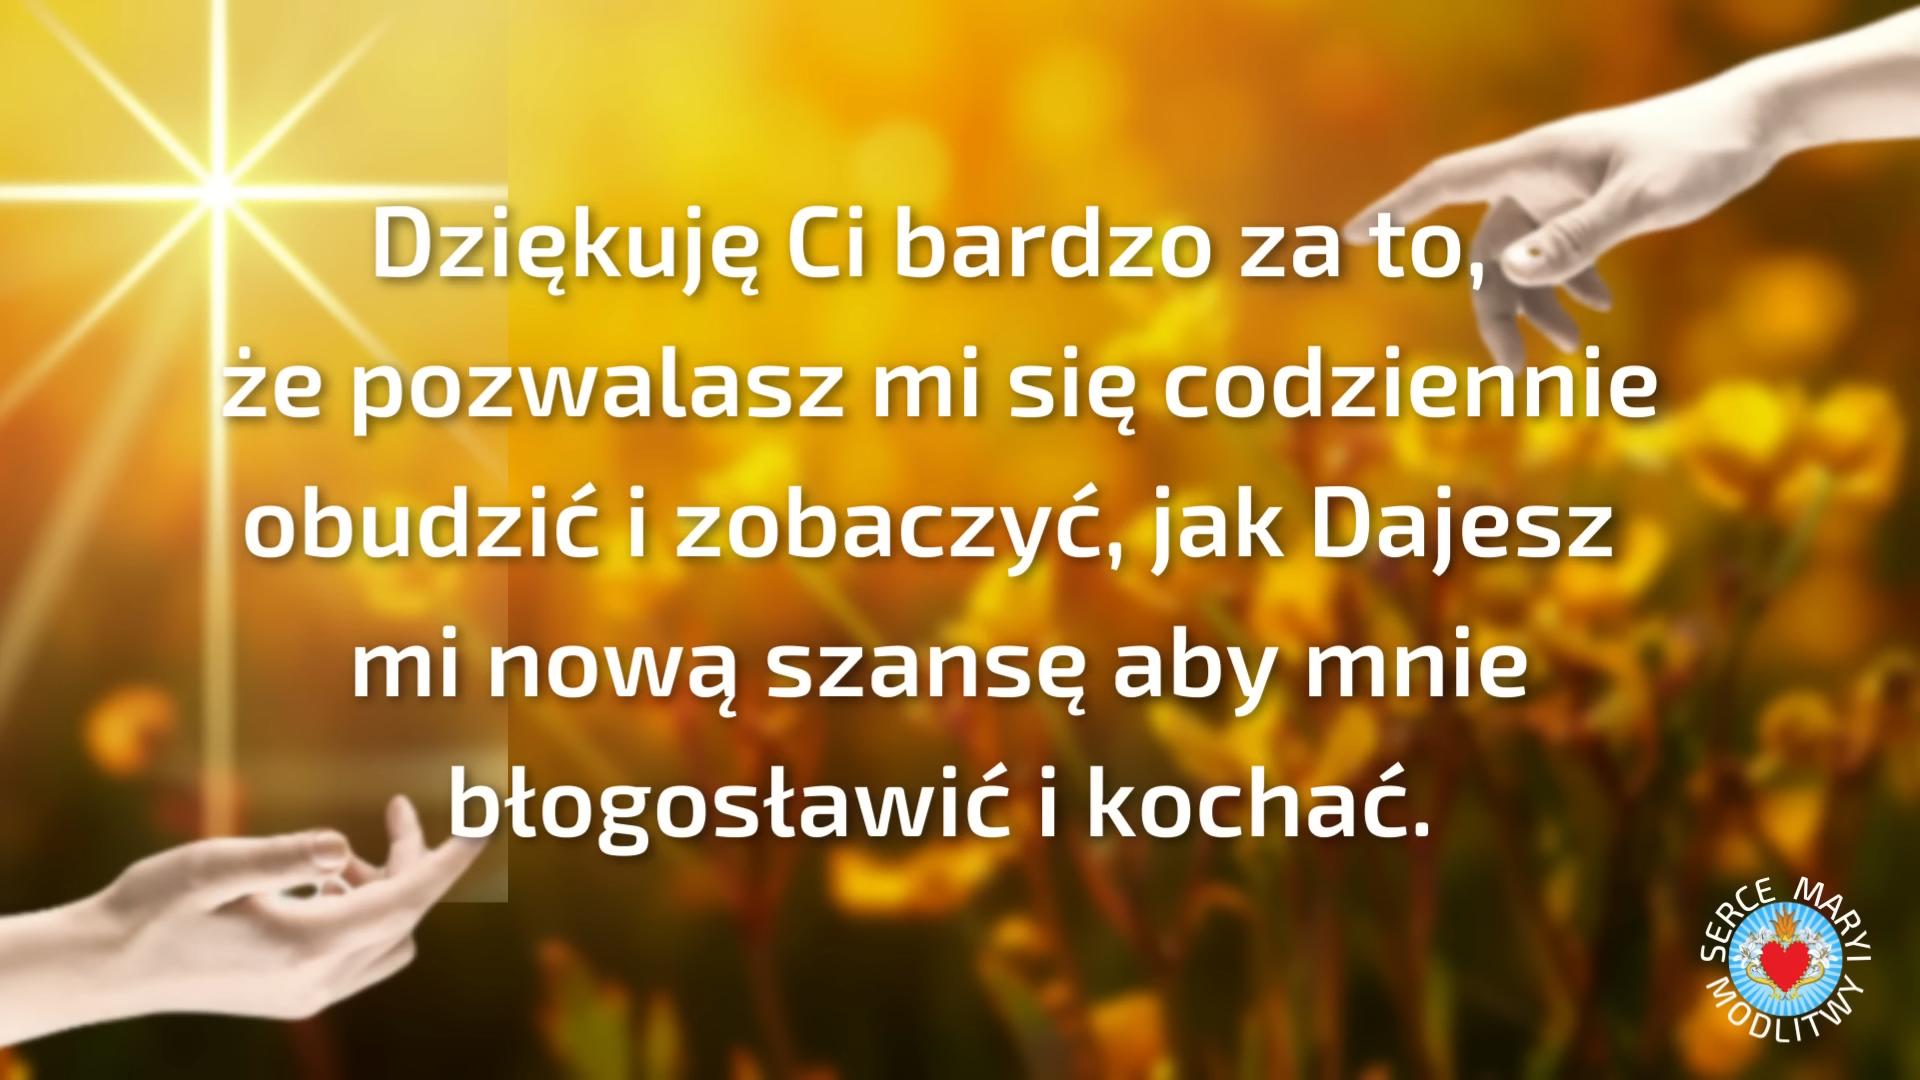 Dziękuję Ci bardzo za to,
że pozwalasz mi się codziennie
obudzić i zobaczyć, jak Dajesz
mi nową szansę aby mnie
błogosławić i kochać.
SERCE MARYI
MODLITWY